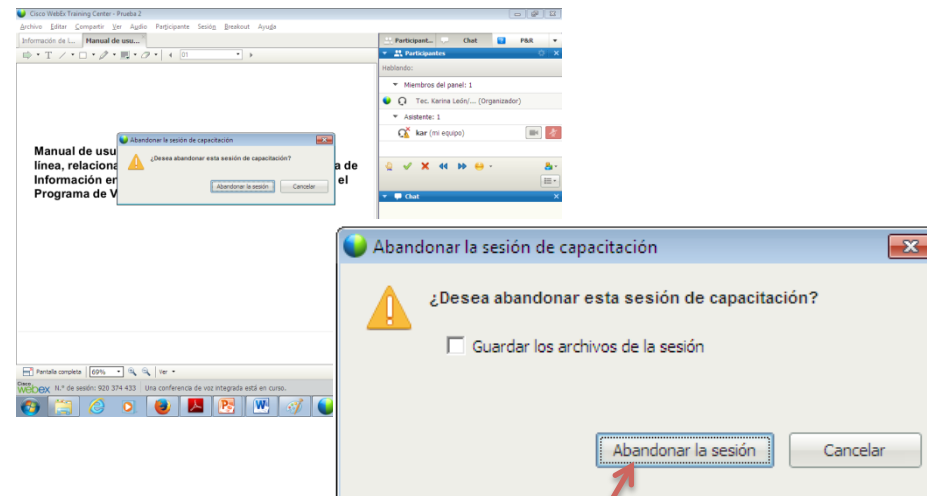 Cisco WebEx Training Center - Prueba 2
Archivo Editar Compartir Ver Audio Participante Sesión Breakout Ayuda
Información de l... Manual de usu...
01
Participant... Chat P&R
Participantes
Hablando:
Miembros del panel: 1
Tec. Karina León/... (Organizador)
Asistente: 1
kar (mi equipo)
Chat
Manual de usu
línea, relaciona a de
Información en el
Programa de V
Abandonar la sesión de capacitación
¿Desea abandonar esta sesión de capacitación?
Abandonar la sesión Cancelar
Pantalla completa 69% Ver
Cisco webex N.º de sesión: 920 374 433 Una conferencia de voz integrada está en curso.
Abandonar la sesión de capacitación
¿Desea abandonar esta sesión de capacitación?
Guardar los archivos de la sesión
Abandonar la sesión Cancelar